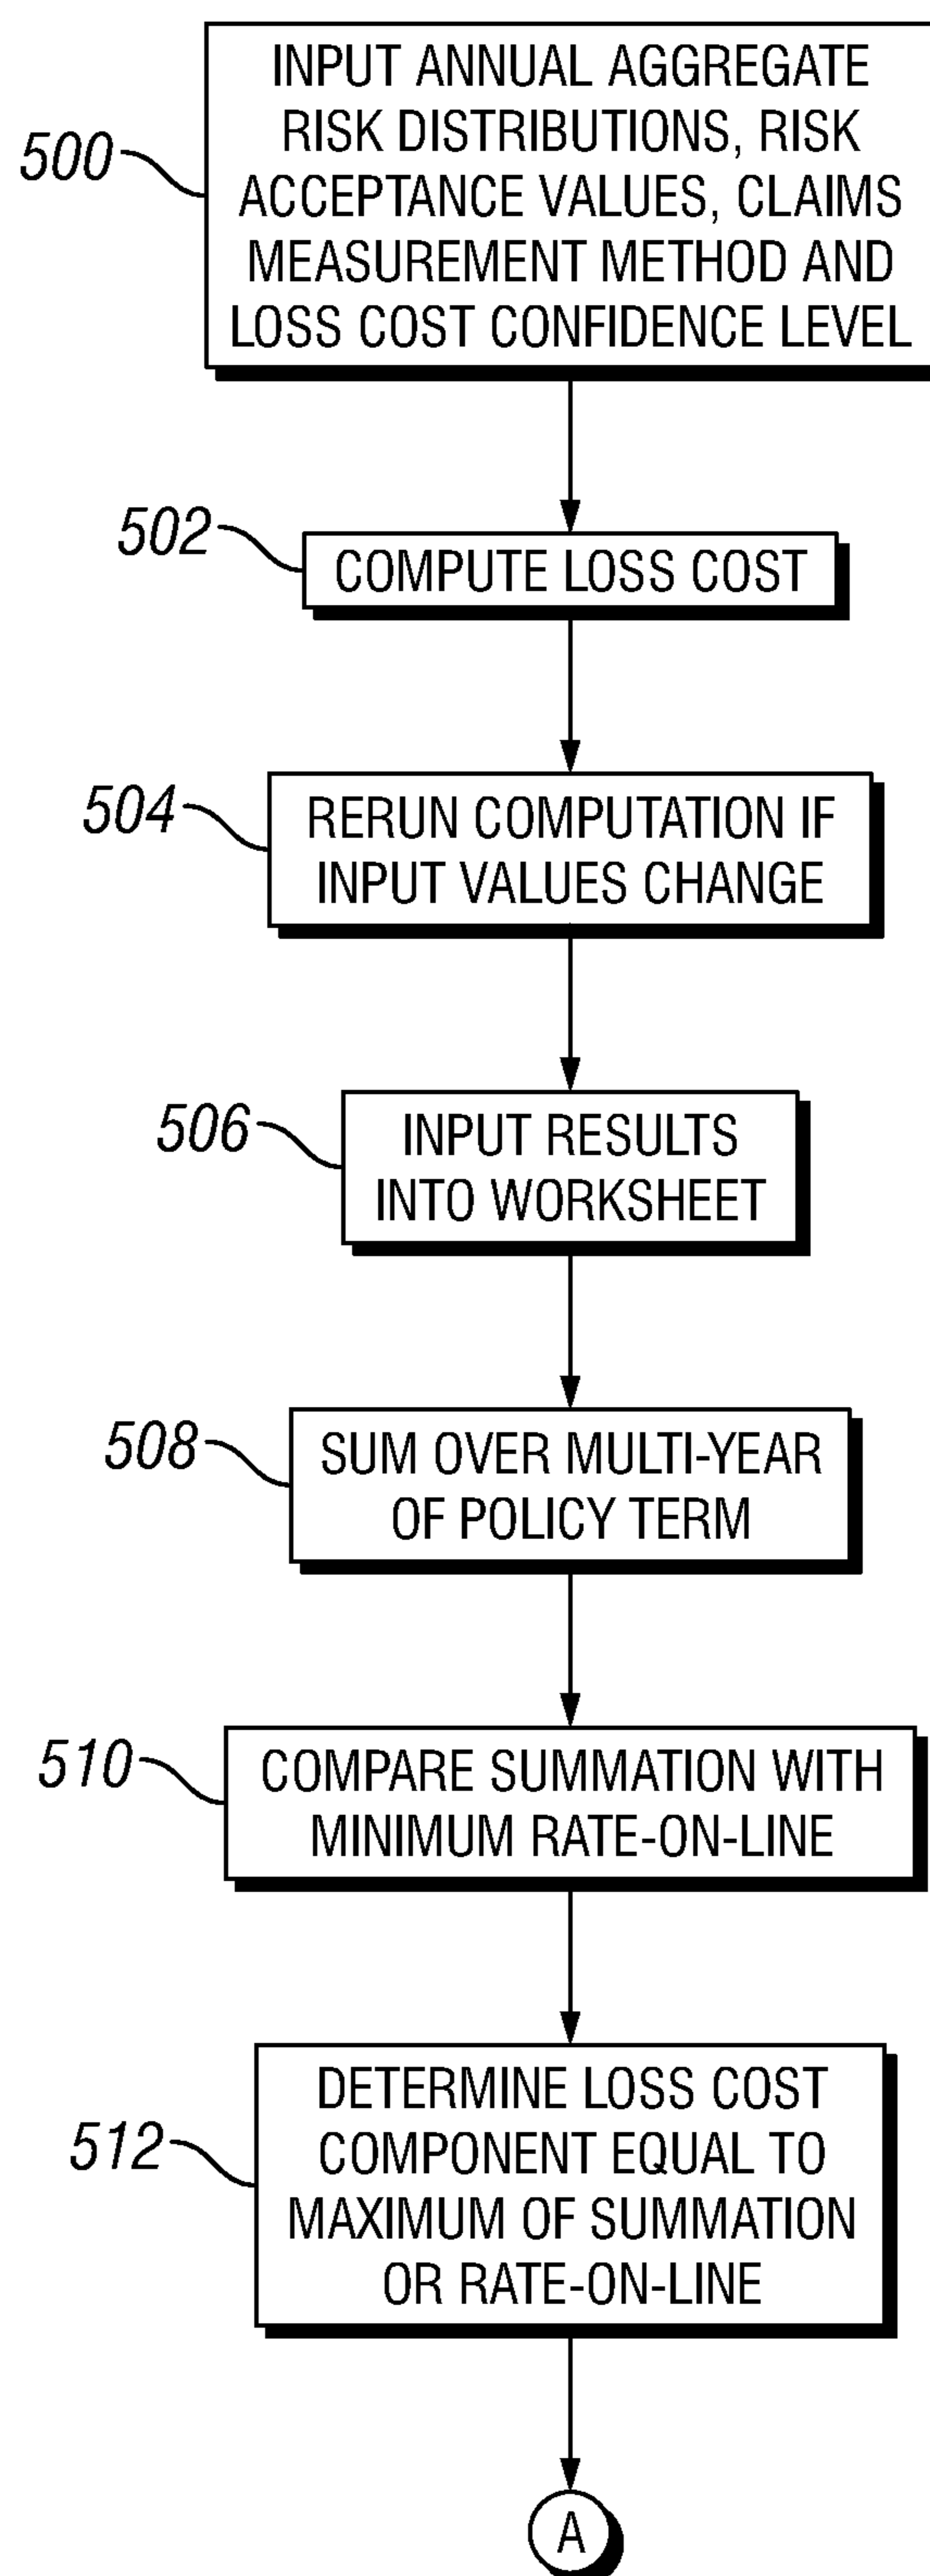 500
INPUT ANNUAL AGGREGATE
RISK DISTRIBUTIONS, RISK
ACCEPTANCE VALUES, CLAIMS
MEASUREMENT METHOD AND
LOSS COST CONFIDENCE LEVEL
502
COMPUTE LOSS COST
504
RERUN COMPUTATION IF
INPUT VALUES CHANGE
506
INPUT RESULTS
INTO WORKSHEET
508
SUM OVER MULTI-YEAR
OF POLICY TERM
510
COMPARE SUMMATION WITH
MINIMUM RATE-ON-LINE
512
DETERMINE LOSS COST
COMPONENT EQUAL TO
MAXIMUM OF SUMMATION
OR RATE-ON-LINE
A